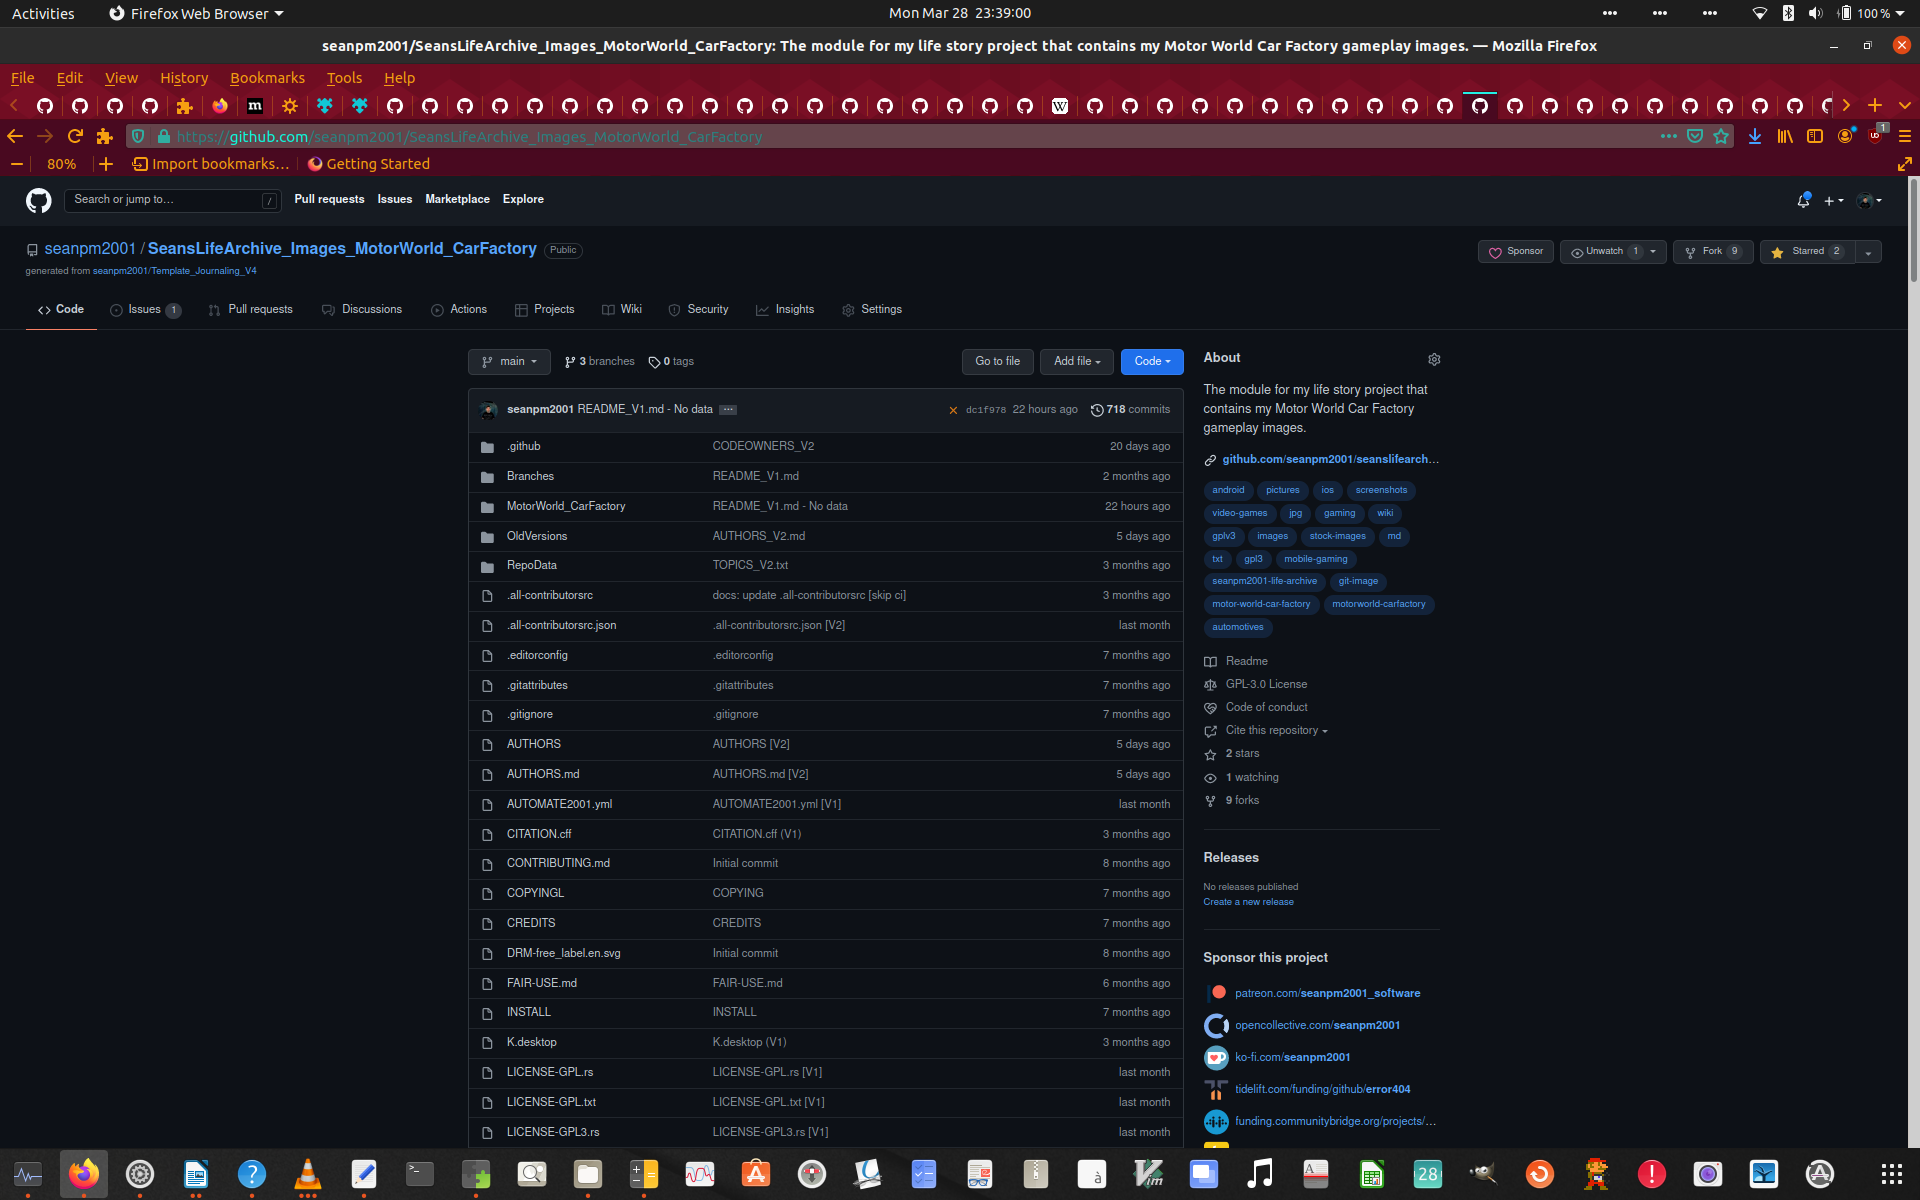 Activities Firefox Web Browser Mon Mar 28 23:39:00 100 %
seanpm2001/SeansLifeArchive_Images_MotorWorld_CarFactory: The module for my life story project that contains my Motor World Car Factory gameplay images. — Mozilla Firefox
File Edit View History Bookmarks Tools Help
https://github.com/seanpm2001/SeansLifeArchive_Images_MotorWorld_CarFactory 1
80% Import bookmarks... Getting Started
Search or jump to... / Pull requests Issues Marketplace Explore
seanpm2001 / SeansLifeArchive_Images_MotorWorld_CarFactory Public Sponsor Unwatch 1 Fork 9 Starred 2
generated from seanpm2001/Template_Journaling_V4
Code Issues 1 Pull requests Discussions Actions Projects Wiki Security Insights Settings
main 3 branches 0 tags Go to file Add file Code
seanpm2001 README_V1.md - No data ... dc1f978 22 hours ago 718 commits
.github CODEOWNERS_V2 20 days ago
Branches README_V1.md 2 months ago
MotorWorld_CarFactory README_V1.md - No data 22 hours ago
OldVersions AUTHORS_V2.md 5 days ago
RepoData TOPICS_V2.txt 3 months ago
.all-contributorsrc docs: update .all-contributorsrc [skip ci] 3 months ago
.all-contributorsrc.json .all-contributorsrc.json [V2] last month
.editorconfig .editorconfig 7 months ago
.gitattributes .gitattributes 7 months ago
.gitignore .gitignore 7 months ago
AUTHORS AUTHORS [V2] 5 days ago
AUTHORS.md AUTHORS.md [V2] 5 days ago
AUTOMATE2001.yml AUTOMATE2001.yml [V1] last month
CITATION.cff CITATION.cff (V1) 3 months ago
CONTRIBUTING.md Initial commit 8 months ago
COPYINGL COPYING 7 months ago
CREDITS CREDITS 7 months ago
DRM-free_label.en.svg Initial commit 8 months ago
FAIR-USE.md FAIR-USE.md 6 months ago
INSTALL INSTALL 7 months ago
K.desktop K.desktop (V1) 3 months ago
LICENSE-GPL.rs LICENSE-GPL.rs [V1] last month
LICENSE-GPL.txt LICENSE-GPL.txt [V1] last month
LICENSE-GPL3.rs LICENSE-GPL3.rs [V1] last month
About
The module for my life story project that
contains my Motor World Car Factory
gameplay images.
github.com/seanpm2001/seanslifearch...
android pictures ios screenshots
video-games jpg gaming wiki
gplv3 images stock-images md
txt gpl3 mobile-gaming
seanpm2001-life-archive git-image
motor-world-car-factory motorworld-carfactory
automotives
Readme
GPL-3.0 License
Code of conduct
Cite this repository
2 stars
1 watching
9 forks
Releases
No releases published
Create a new release
Sponsor this project
patreon.com/seanpm2001_software
opencollective.com/seanpm2001
ko-fi.com/seanpm2001
tidelift.com/funding/github/error404
funding.communitybridge.org/projects/...
28